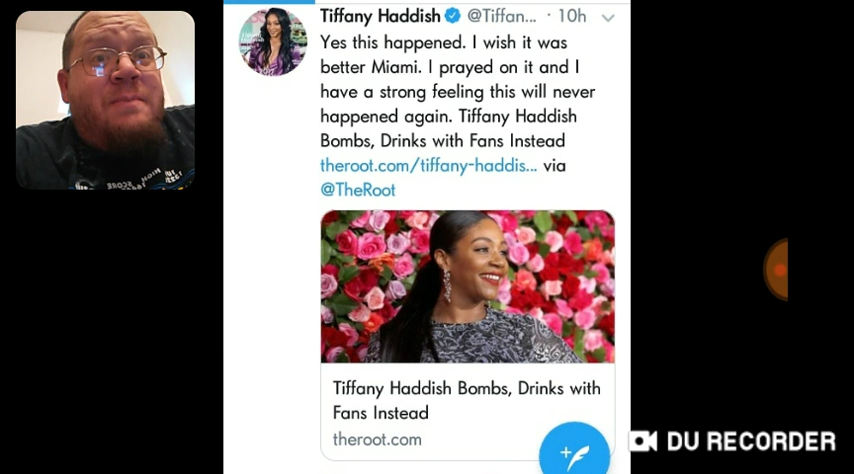 Tiffany Haddish @Tiffan... · 10h
Yes this happened. I wish it was
better Miami. I prayed on it and I
have a strong feeling this will never
happened again. Tiffany Haddish
Bombs, Drinks with Fans Instead
theroot.com/tiffany-haddis... via
@TheRoot
Tiffany Haddish Bombs, Drinks with
Fans Instead
theroot.com
DU RECORDER